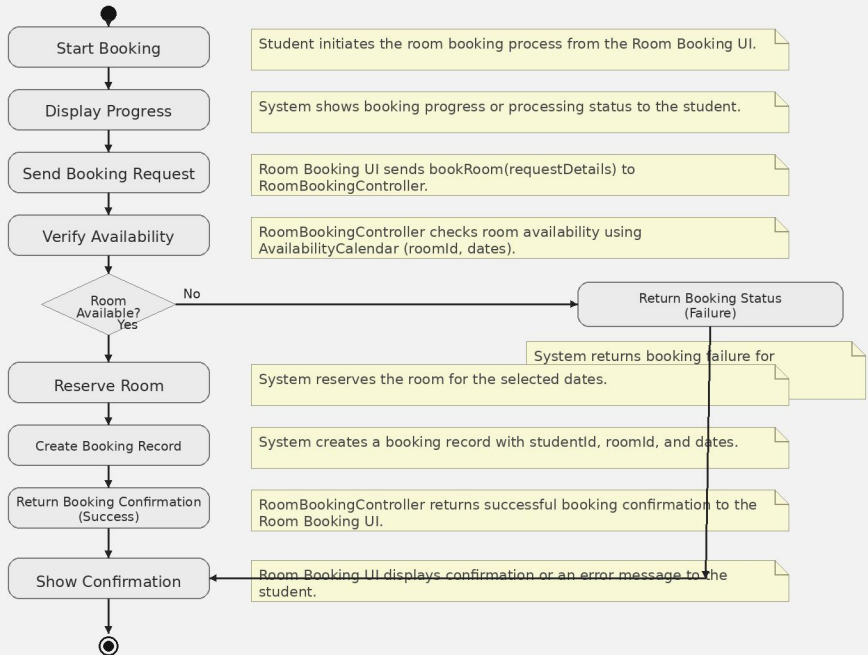 Start Booking
Student initiates the room booking process from the Room Booking UI.
Display Progress
System shows booking progress or processing status to the student.
Send Booking Request
Room Booking UI sends bookRoom(requestDetails) to
RoomBookingController.
Verify Availability
RoomBookingController checks room availability using
AvailabilityCalendar (roomId, dates).
Room
Available?
Yes
No
Return Booking Status
(Failure)
System returns booking failure for
Reserve Room
System reserves the room for the selected dates.
Create Booking Record
System creates a booking record with studentId, roomId, and dates.
Return Booking Confirmation
(Success)
RoomBookingController returns successful booking confirmation to the
Room Booking UI.
Show Confirmation
Room Booking UI displays confirmation or an error message to the
student.